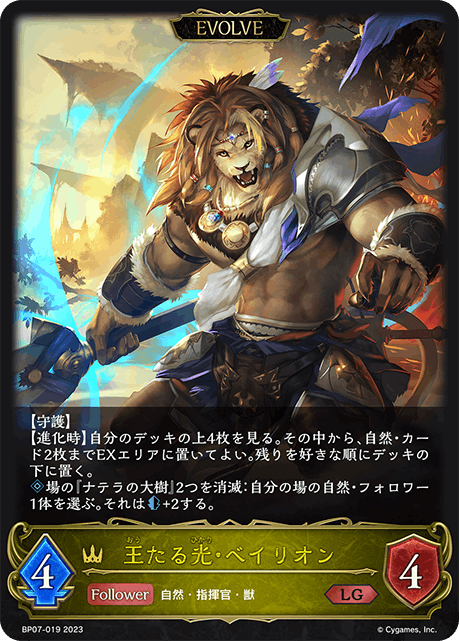 EVOLVE
【守護】
【進化時】自分のデッキの上4枚を見る。その中から、自然・カー
ド2枚までEXエリアに置いてよい。残りを好きな順にデッキの
下に置く。
場の『ナテラの大樹』2つを消滅：自分の場の自然・フォロワー
1体を選ぶ。それは+2する。
おう ひかり
王たる光・ベイリオン
4
4
Follower 自然・指揮官・獣 LG
BP07-019 2023 © Cygames, Inc.